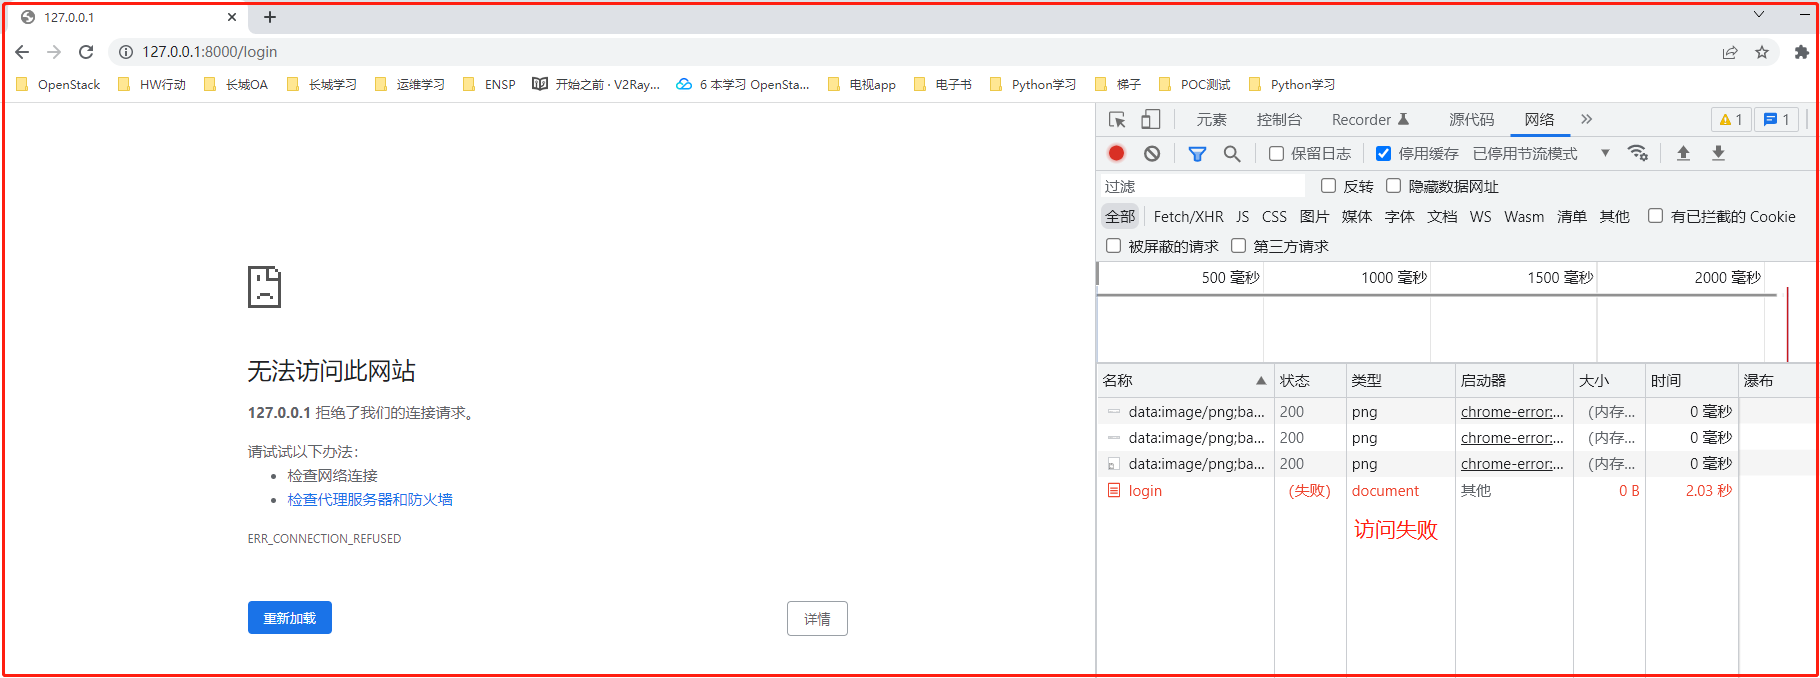 127.0.0.1
127.0.0.1:8000/login
OpenStack HW行动 长城OA 长城学习 运维学习 ENSP 开始之前 · V2Ray... 6 本学习 OpenSta... 电视app 电子书 Python学习 梯子 POC测试 Python学习
无法访问此网站
127.0.0.1 拒绝了我们的连接请求。
请试试以下办法：
• 检查网络连接
• 检查代理服务器和防火墙
ERR_CONNECTION_REFUSED
重新加载 详情
元素 控制台 Recorder 源代码 网络 1 1
保留日志 停用缓存 已停用节流模式
过滤 反转 隐藏数据网址
全部 Fetch/XHR JS CSS 图片 媒体 字体 文档 WS Wasm 清单 其他 有已拦截的 Cookie
被屏蔽的请求 第三方请求
500 毫秒 1000 毫秒 1500 毫秒 2000 毫秒
名称 状态 类型 启动器 大小 时间 瀑布
data:image/png;ba... 200 png chrome-error:... (内存... 0 毫秒
data:image/png;ba... 200 png chrome-error:... (内存... 0 毫秒
data:image/png;ba... 200 png chrome-error:... (内存... 0 毫秒
login (失败) document 其他 0 B 2.03 秒
访问失败